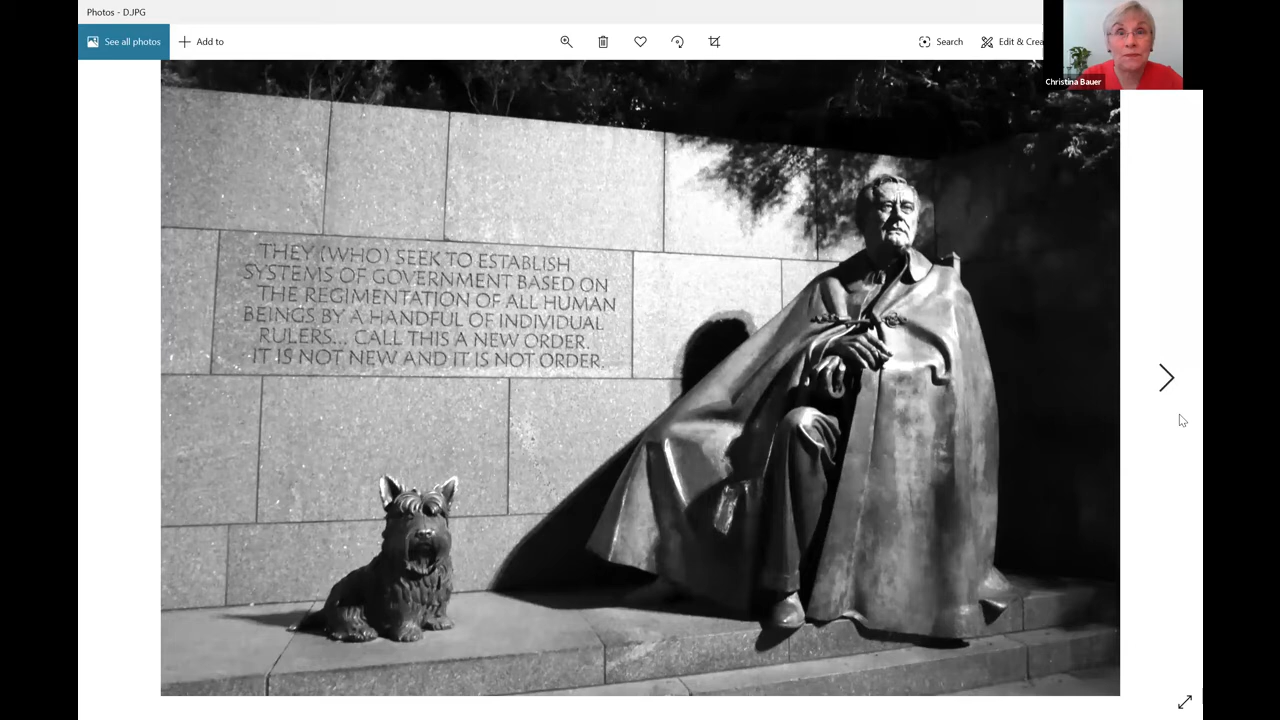 Photos - DJPG
See all photos
Add to
Search
Edit & Crea
Christina Bauer
THEY (WHO) SEEK TO ESTABLISH
SYSTEMS OF GOVERNMENT BASED ON
THE REGIMENTATION OF ALL HUMAN
BEINGS BY A HANDFUL OF INDIVIDUAL
RULERS... CALL THIS A NEW ORDER.
IT IS NOT NEW AND IT IS NOT ORDER.